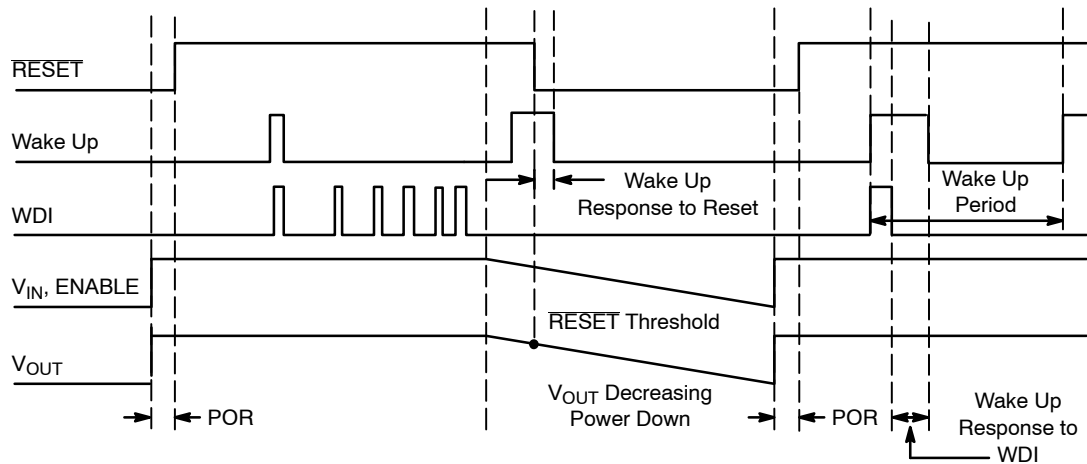 RESET
Wake Up
Wake Up
Response to Reset
Wake Up
Period
WDI
VIN, ENABLE
RESET Threshold
VOUT
VOUT Decreasing
Power Down
POR
POR
Wake Up
Response to
WDI